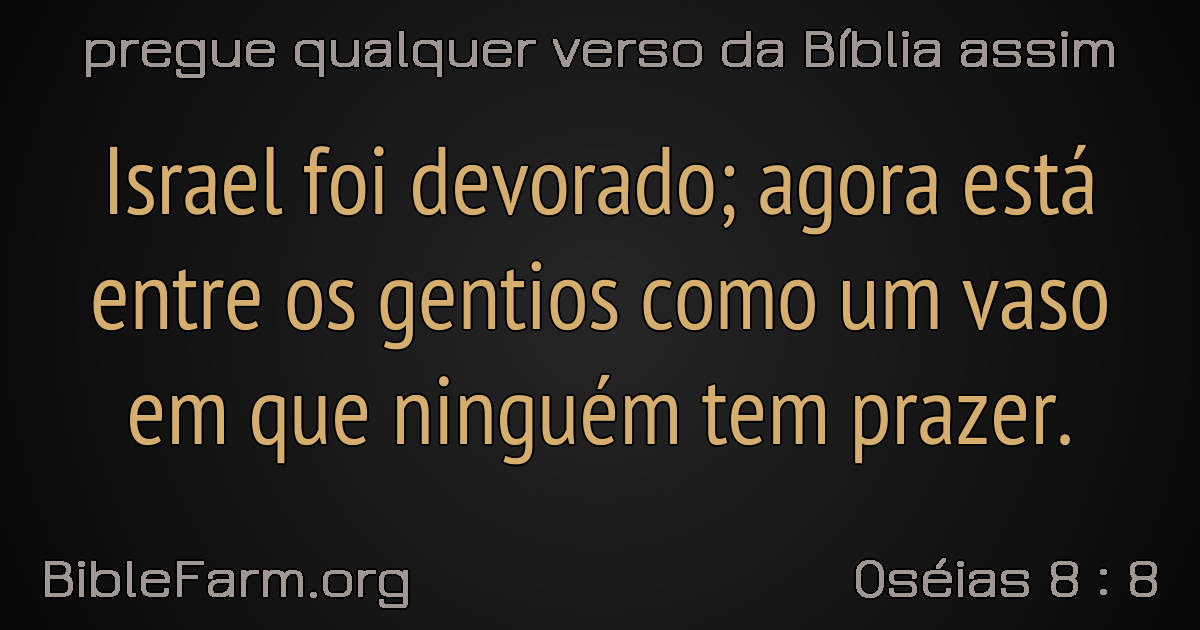 pregue qualquer verso da Bíblia assim
Israel foi devorado; agora está
entre os gentios como um vaso
em que ninguém tem prazer.
BibleFarm.org
Oséias 8 : 8